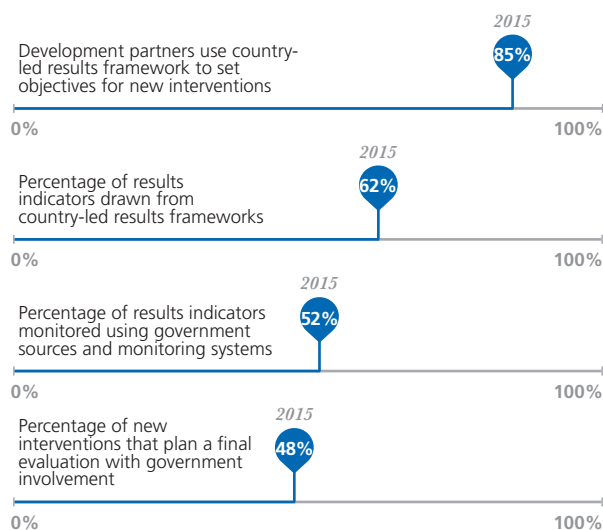 2015
Development partners use country-
led results framework to set
objectives for new interventions
85%
0%
100%
2015
Percentage of results
indicators drawn from
country-led results frameworks
62%
0%
100%
2015
Percentage of results indicators
monitored using government
sources and monitoring systems
52%
0%
100%
2015
Percentage of new
interventions that plan a final
evaluation with government
involvement
48%
0%
100%